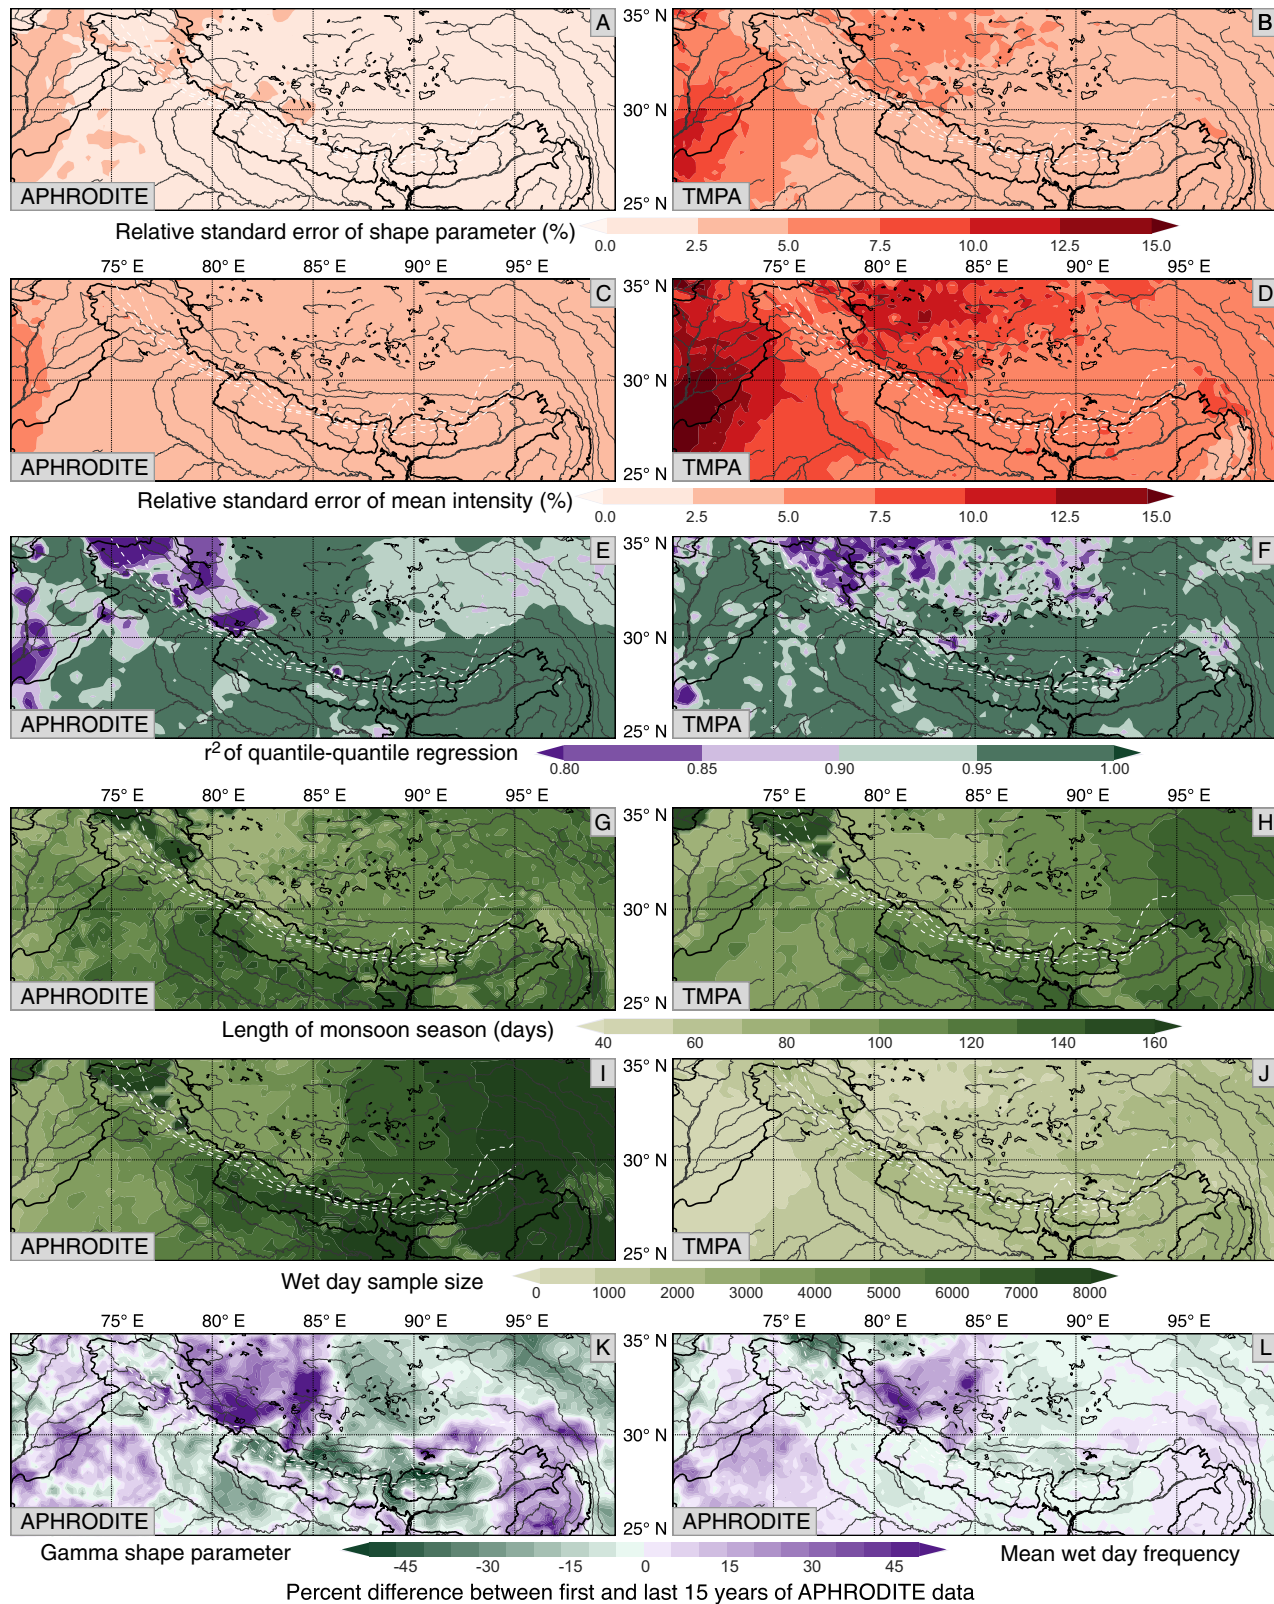 A
B
35° N
30° N
25° N
APHRODITE
TMPA
Relative standard error of shape parameter (%)
0.0 2.5 5.0 7.5 10.0 12.5 15.0
75° E 80° E 85° E 90° E 95° E 75° E 80° E 85° E 90° E 95° E
C
D
35° N
30° N
25° N
APHRODITE
TMPA
Relative standard error of mean intensity (%)
0.0 2.5 5.0 7.5 10.0 12.5 15.0
E
F
35° N
30° N
25° N
APHRODITE
TMPA
r² of quantile-quantile regression
0.80 0.85 0.90 0.95 1.00
75° E 80° E 85° E 90° E 95° E 75° E 80° E 85° E 90° E 95° E
G
H
35° N
30° N
25° N
APHRODITE
TMPA
Length of monsoon season (days)
40 60 80 100 120 140 160
I
J
35° N
30° N
25° N
APHRODITE
TMPA
Wet day sample size
0 1000 2000 3000 4000 5000 6000 7000 8000
75° E 80° E 85° E 90° E 95° E 75° E 80° E 85° E 90° E 95° E
K
L
35° N
30° N
25° N
APHRODITE
APHRODITE
Gamma shape parameter
-45 -30 -15 0 15 30 45
Mean wet day frequency
Percent difference between first and last 15 years of APHRODITE data